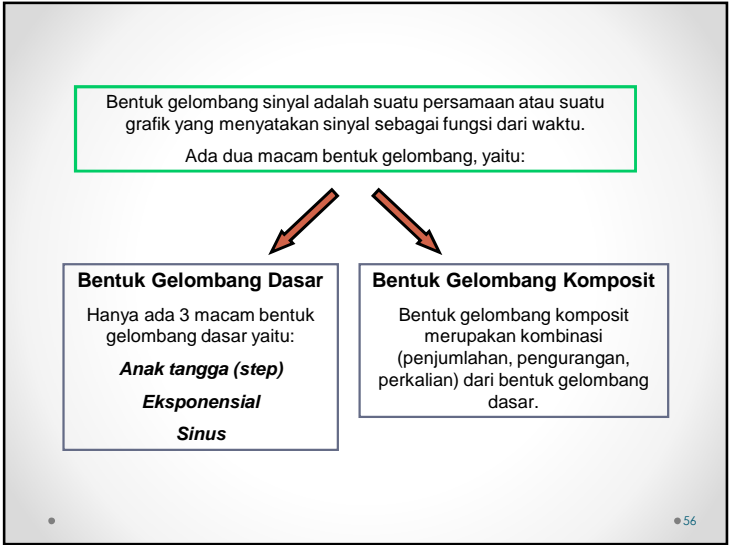 Bentuk gelombang sinyal adalah suatu persamaan atau suatu
grafik yang menyatakan sinyal sebagai fungsi dari waktu.
Ada dua macam bentuk gelombang, yaitu:
Bentuk Gelombang Dasar
Hanya ada 3 macam bentuk
gelombang dasar yaitu:
Anak tangga (step)
Eksponensial
Sinus
Bentuk Gelombang Komposit
Bentuk gelombang komposit
merupakan kombinasi
(penjumlahan, pengurangan,
perkalian) dari bentuk gelombang
dasar.
56